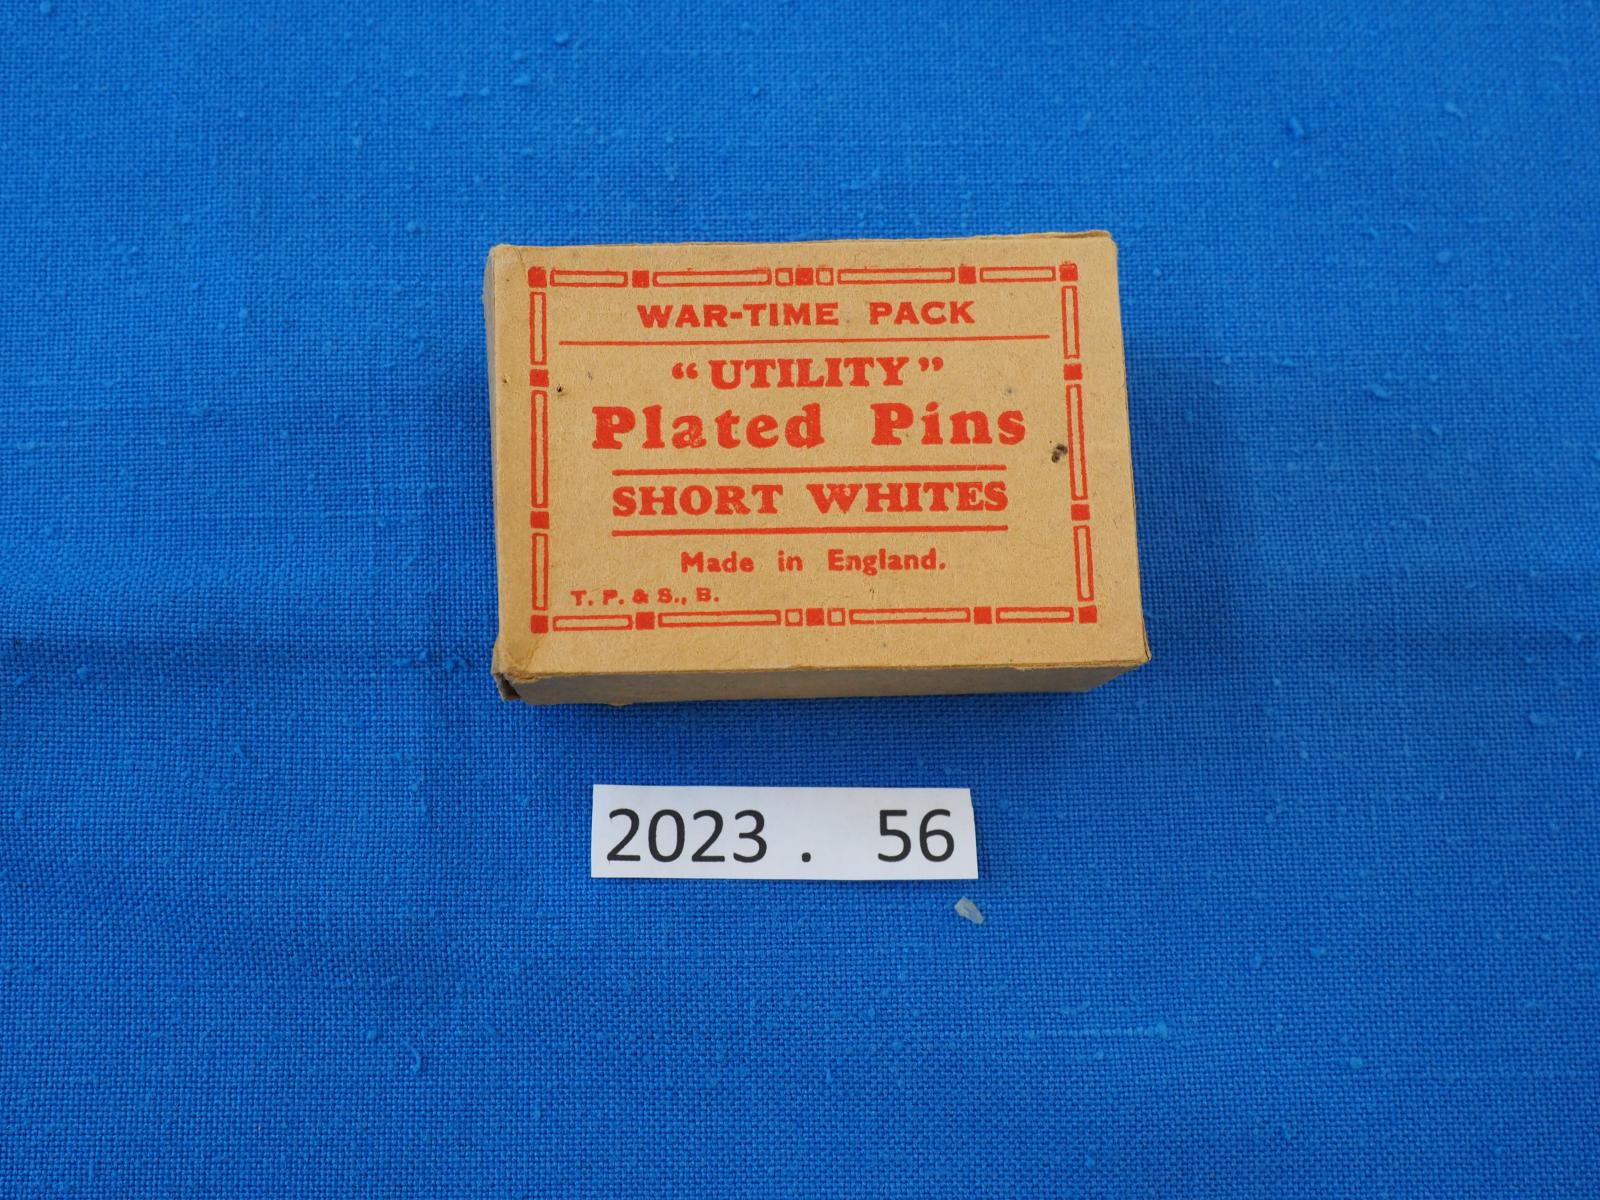 WAR-TIME PACK
“UTILITY”
Plated Pins
SHORT WHITES
Made in England.
T. P. & S., B.
2023 . 56